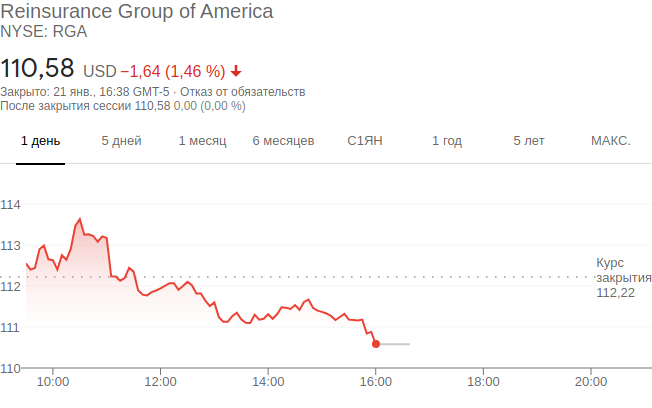 Reinsurance Group of America
NYSE: RGA
110,58 USD −1,64 (1,46 %)
Закрыто: 21 янв., 16:38 GMT-5 · Отказ от обязательств
После закрытия сессии 110,58 0,00 (0,00 %)
1 день 5 дней 1 месяц 6 месяцев С1ЯН 1 год 5 лет МАКС.
114
113
Курс
закрытия
112,22
112
111
110
10:00 12:00 14:00 16:00 18:00 20:00